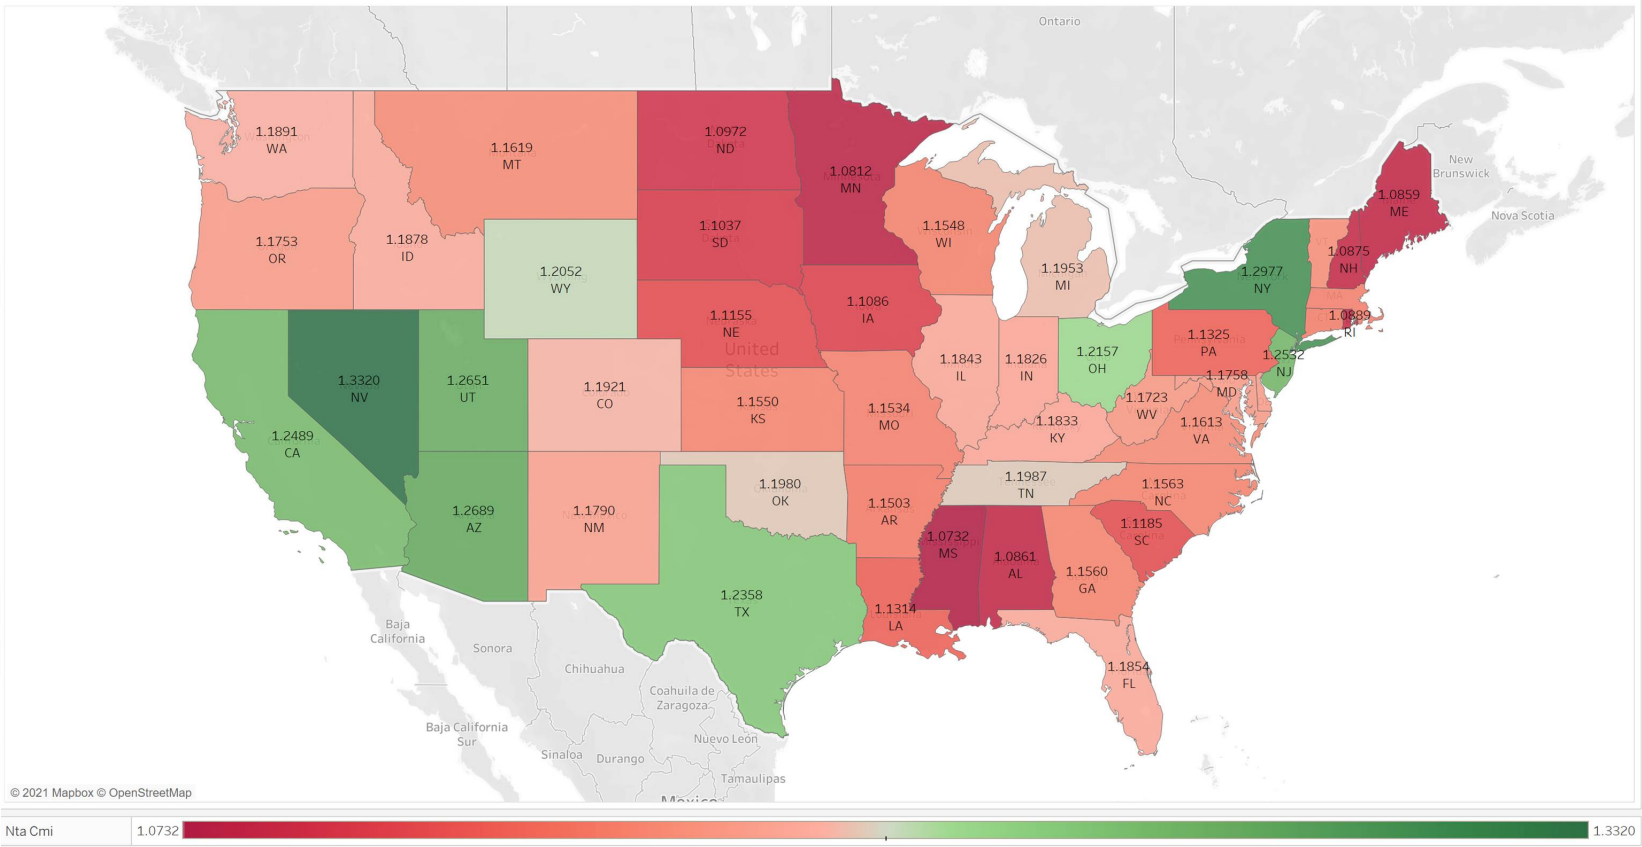 Ontario
1.1891
WA
1.1619
MT
1.0972
ND
1.0812
MN
New
Brunswick
Nova Scotia
1.0859
ME
1.1753
OR
1.1878
ID
1.2052
WY
1.1037
SD
1.1548
WI
1.1953
MI
1.2977
NY
VT
1.0875
NH
MA
1.1155
NE
1.1086
IA
1.0889
RI
United
States
1.3320
NV
1.2651
UT
1.1921
CO
1.1550
KS
1.1534
MO
1.1843
IL
1.1826
IN
1.2157
OH
1.1325
PA
1.2532
NJ
1.1758
MD
1.1723
WV
1.1613
VA
1.1833
KY
1.2489
CA
1.2689
AZ
1.1790
NM
1.1980
OK
1.1503
AR
1.1987
TN
1.1563
NC
1.1185
SC
1.0732
MS
1.0861
AL
1.1560
GA
1.2358
TX
1.1314
LA
1.1854
FL
Baja
California
Sonora
Chihuahua
Coahuila de
Zaragoza
Baja California
Sur
Sinaloa
Durango
Nuevo León
Tamaulipas
Mexico
© 2021 Mapbox © OpenStreetMap
Nta Cmi
1.0732
1.3320